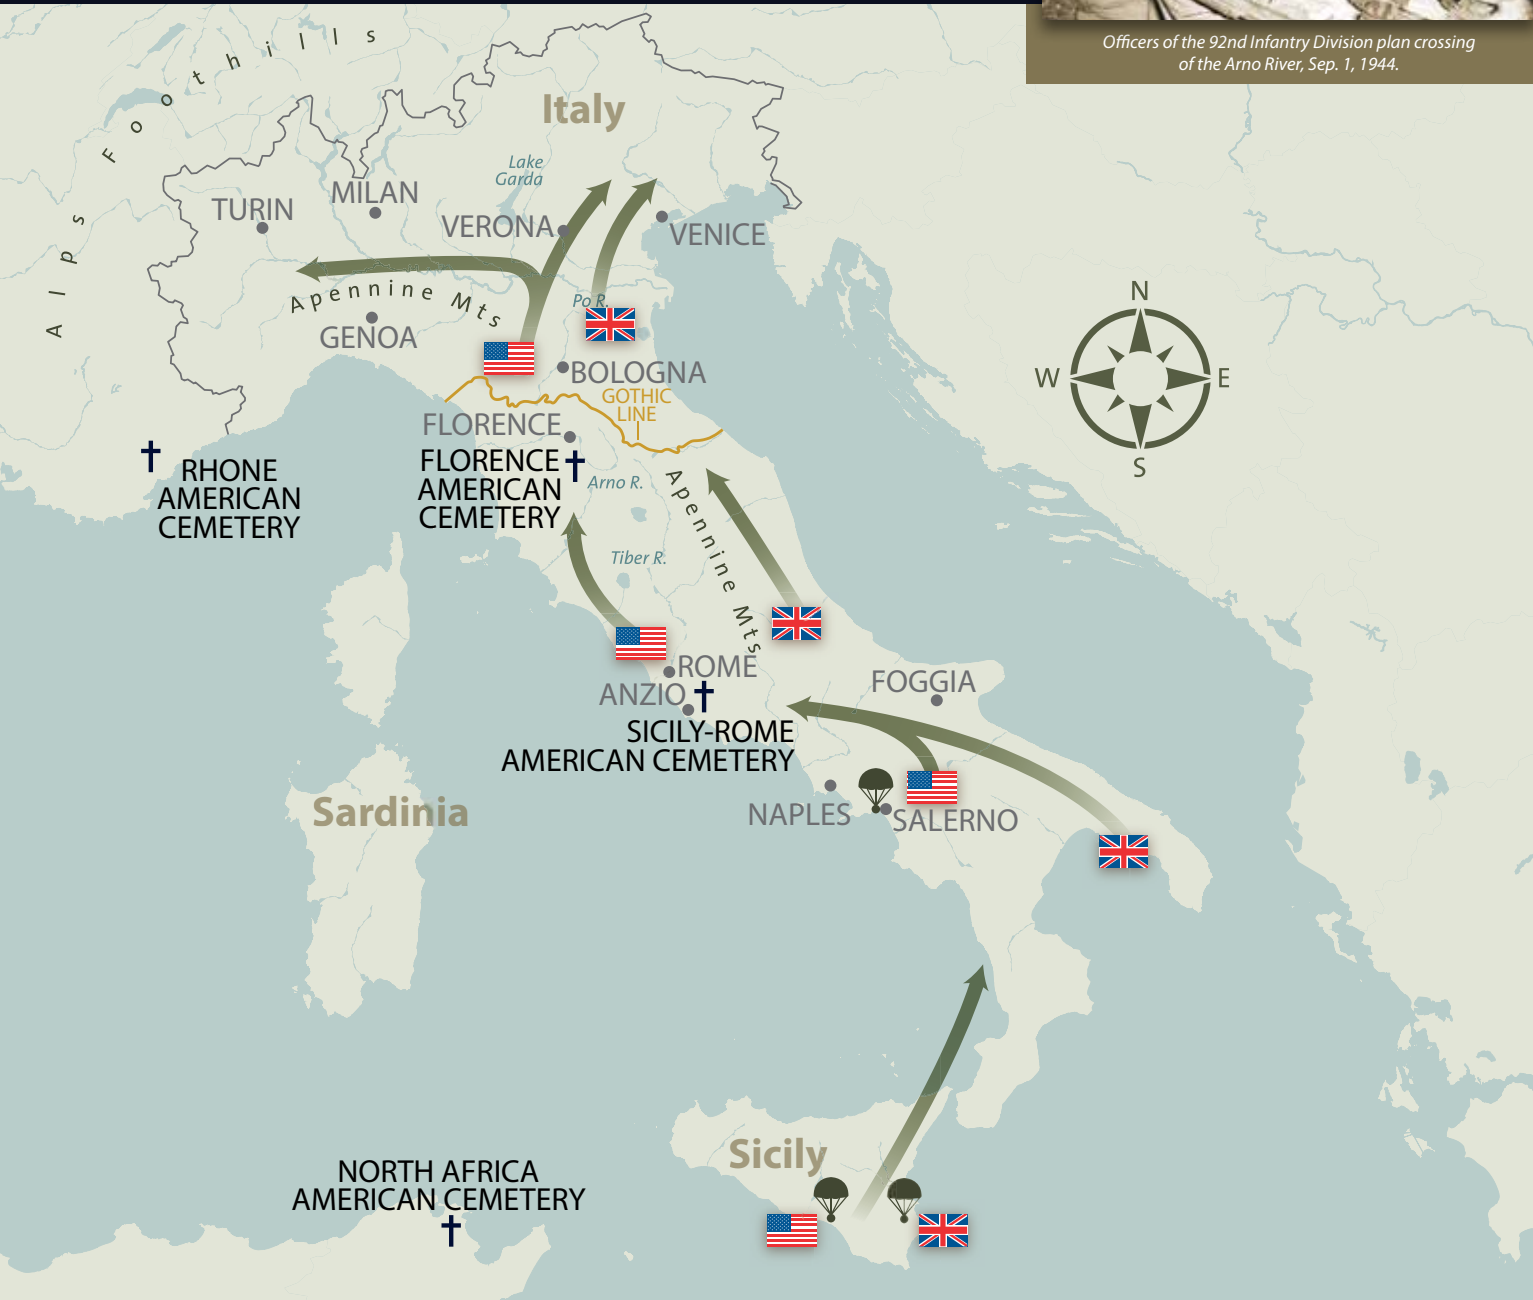 Officers of the 92nd Infantry Division plan crossing
of the Arno River, Sep. 1, 1944.
Alps Foothills
Italy
Lake
Garda
MILAN
TURIN
VERONA
VENICE
Apennine Mts
Po R.
GENOA
BOLOGNA
GOTHIC
LINE
FLORENCE
FLORENCE
AMERICAN
CEMETERY
RHONE
AMERICAN
CEMETERY
Arno R.
Apennine Mts
Tiber R.
N
W
E
S
ROME
ANZIO
SICILY-ROME
AMERICAN CEMETERY
FOGGIA
NAPLES
SALERNO
Sardinia
Sicily
NORTH AFRICA
AMERICAN CEMETERY